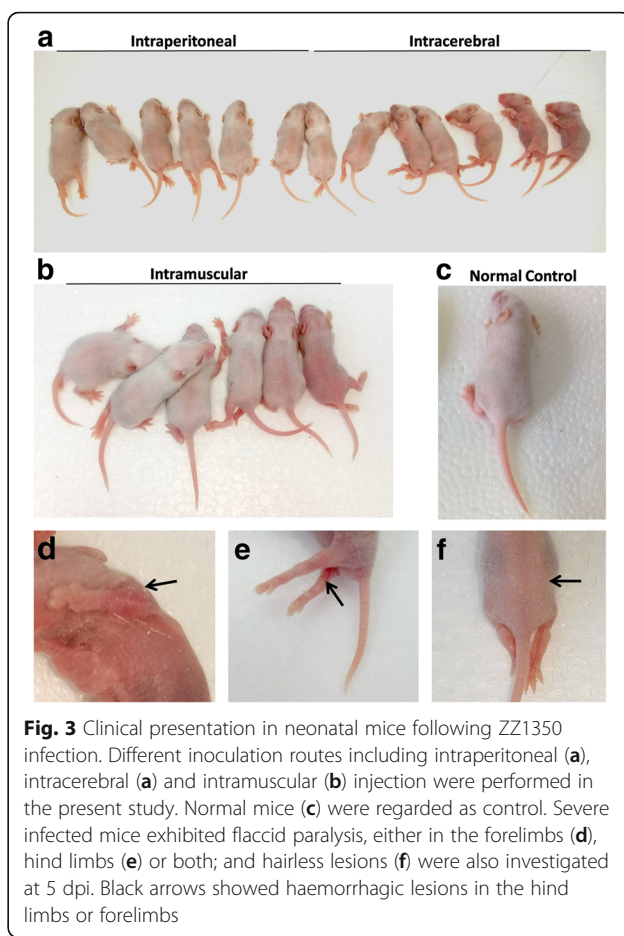 a
Intraperitoneal Intracerebral
b
Intramuscular
c
Normal Control
d
e
f
Fig. 3 Clinical presentation in neonatal mice following ZZ1350
infection. Different inoculation routes including intraperitoneal (a),
intracerebral (a) and intramuscular (b) injection were performed in
the present study. Normal mice (c) were regarded as control. Severe
infected mice exhibited flaccid paralysis, either in the forelimbs (d),
hind limbs (e) or both; and hairless lesions (f) were also investigated
at 5 dpi. Black arrows showed haemorrhagic lesions in the hind
limbs or forelimbs